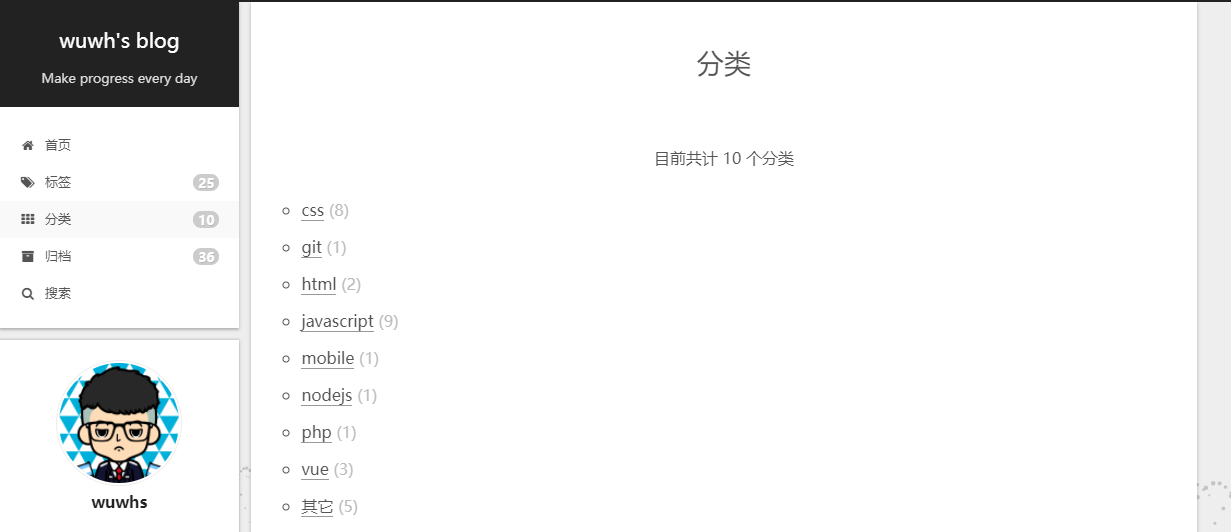 wuwh's blog
Make progress every day
首页
标签 25
分类 10
归档 36
搜索
wuwhs
分类
目前共计 10 个分类
css (8)
git (1)
html (2)
javascript (9)
mobile (1)
nodejs (1)
php (1)
vue (3)
其它 (5)